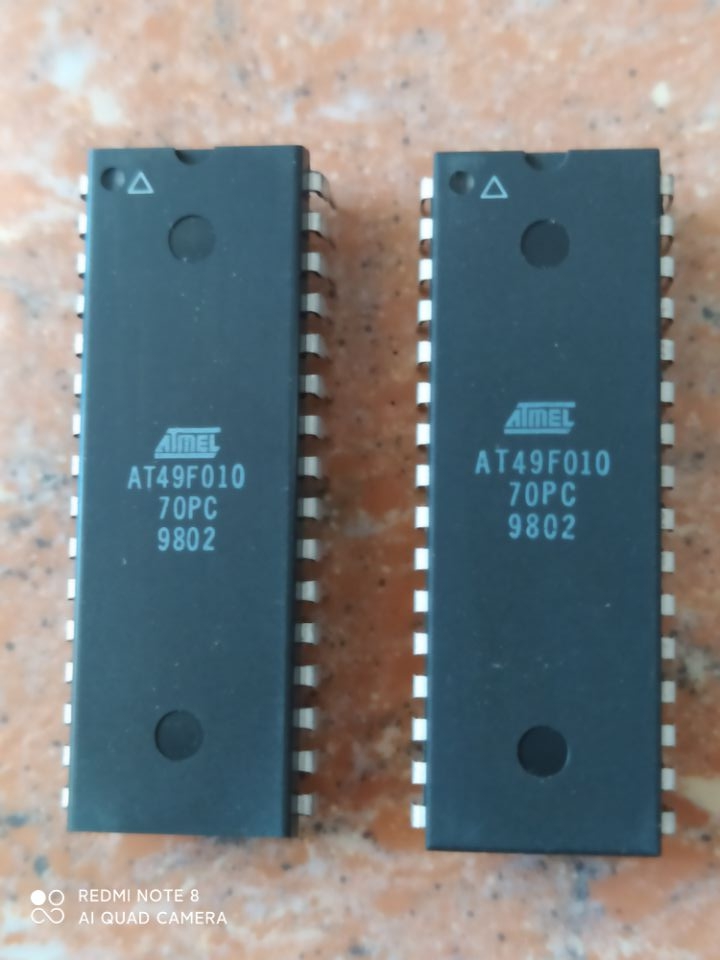 ATMEL
AT49F010
70PC
9802
ATMEL
AT49F010
70PC
9802
REDMI NOTE 8
AI QUAD CAMERA